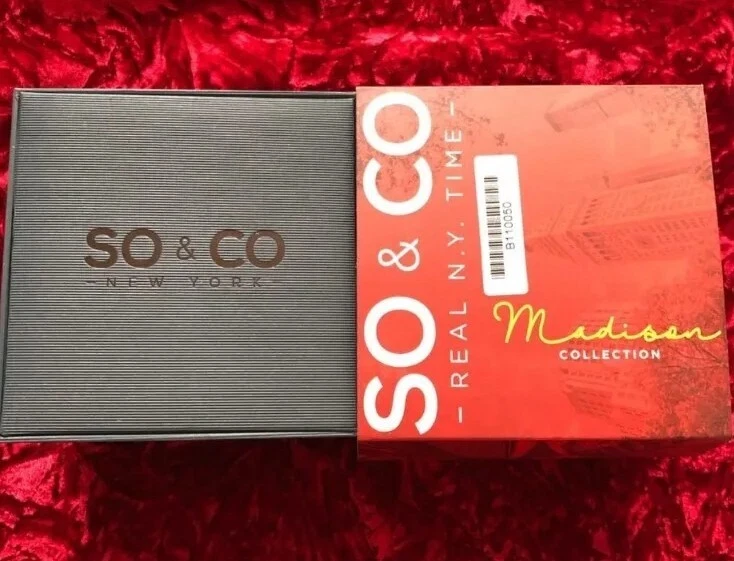 SO & CO
- NEW YORK -
SO & CO
- REAL N.Y. TIME -
B110050
Madison
COLLECTION